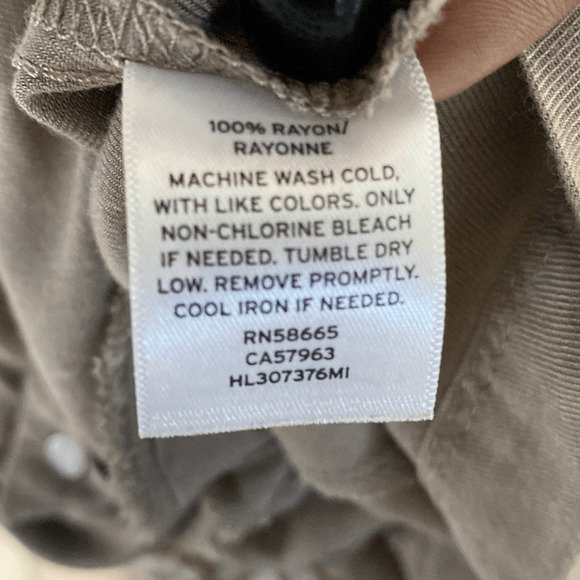 100% RAYON/
RAYONNE
MACHINE WASH COLD,
WITH LIKE COLORS. ONLY
NON-CHLORINE BLEACH
IF NEEDED. TUMBLE DRY
LOW. REMOVE PROMPTLY.
COOL IRON IF NEEDED.
RN58665
CA57963
HL307376MI